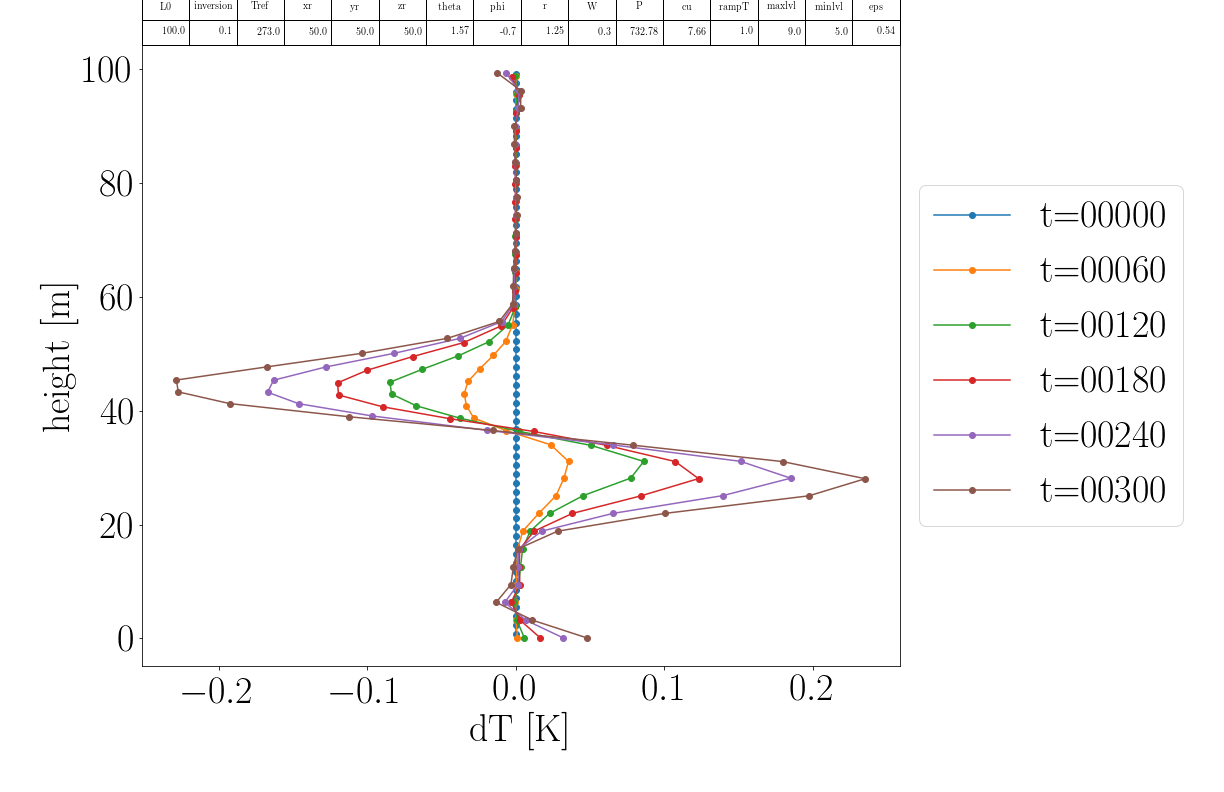 L0 inversion Tref xr yr zr theta phi r W P cu rampT maxlvl minlvl eps
100.0 0.1 273.0 50.0 50.0 50.0 1.57 -0.7 1.25 0.3 732.78 7.66 1.0 9.0 5.0 0.54
100
80
60
40
20
0
height [m]
−0.2 −0.1 0.0 0.1 0.2
dT [K]
t=00000
t=00060
t=00120
t=00180
t=00240
t=00300